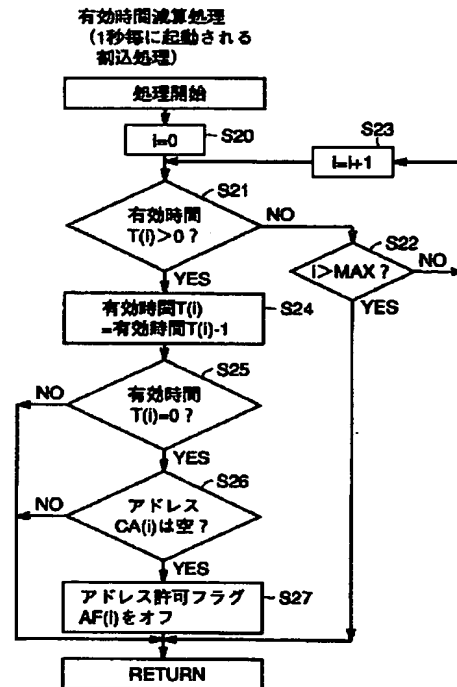 有効時間減算処理
（1秒毎に起動される
割込処理）
処理開始
i=0
S20
S23
i=i+1
S21
有効時間
T(i)>0？
NO
S22
i>MAX？
NO
YES
YES
有効時間T(i)
=有効時間T(i)-1
S24
S25
有効時間
T(i)=0？
NO
YES
S26
アドレス
CA(i)は空？
NO
YES
アドレス許可フラグ
AF(i)をオフ
S27
RETURN